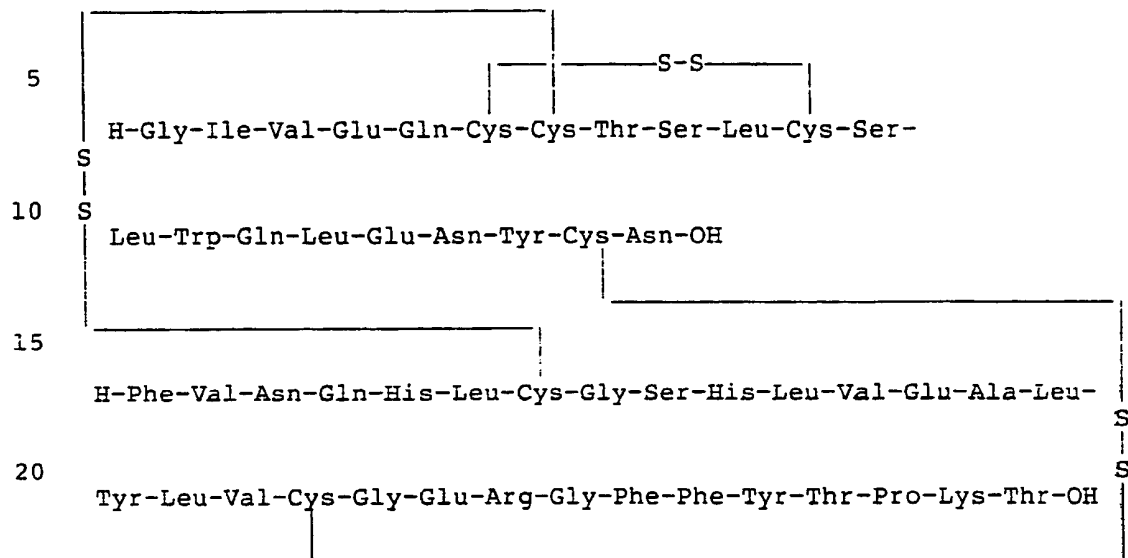 5 S-S
H-Gly-Ile-Val-Glu-Gln-Cys-Cys-Thr-Ser-Leu-Cys-Ser-
S
10 S
Leu-Trp-Gln-Leu-Glu-Asn-Tyr-Cys-Asn-OH
15
H-Phe-Val-Asn-Gln-His-Leu-Cys-Gly-Ser-His-Leu-Val-Glu-Ala-Leu-
S
20 S
Tyr-Leu-Val-Cys-Gly-Glu-Arg-Gly-Phe-Phe-Tyr-Thr-Pro-Lys-Thr-OH